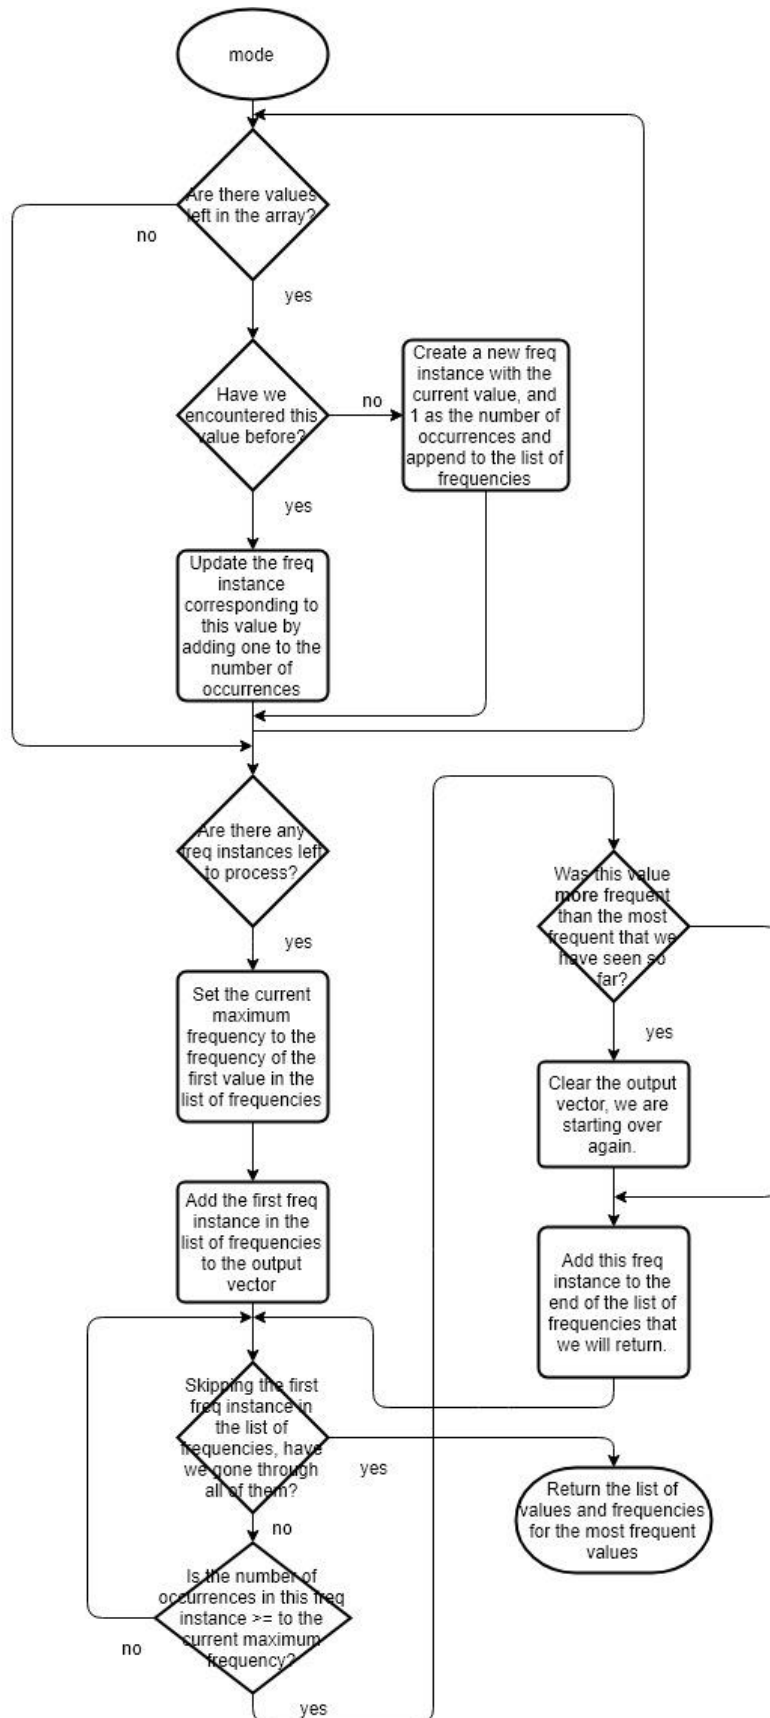 mode
Are there values
left in the array?
no
yes
Have we
encountered this
value before?
no
Create a new freq
instance with the
current value, and
1 as the number of
occurrences and
append to the list of
frequencies
yes
Update the freq
instance
corresponding to
this value by
adding one to the
number of
occurrences
Are there any
freq instances left
to process?
yes
Set the current
maximum
frequency to the
frequency of the
first value in the
list of frequencies
Add the first freq
instance in the
list of frequencies
to the output
vector
Skipping the first
freq instance in
the list of
frequencies, have
we gone through
all of them?
yes
no
Is the number of
occurrences in this freq
instance >= to the
current maximum
frequency?
no
yes
Was this value
more frequent
than the most
frequent that we
have seen so
far?
yes
Clear the output
vector, we are
starting over
again.
Add this freq
instance to the
end of the list of
frequencies that
we will return.
Return the list of
values and frequencies
for the most frequent
values